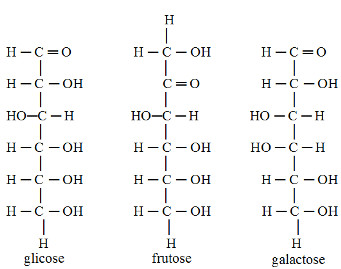 H
H − C = O H − C − OH H − C = O
H − C − OH C = O H − C − OH
HO − C − H HO − C − H HO − C − H
H − C − OH H − C − OH HO − C − H
H − C − OH H − C − OH H − C − OH
H − C − OH H − C − OH H − C − OH
H H H
glicose frutose galactose